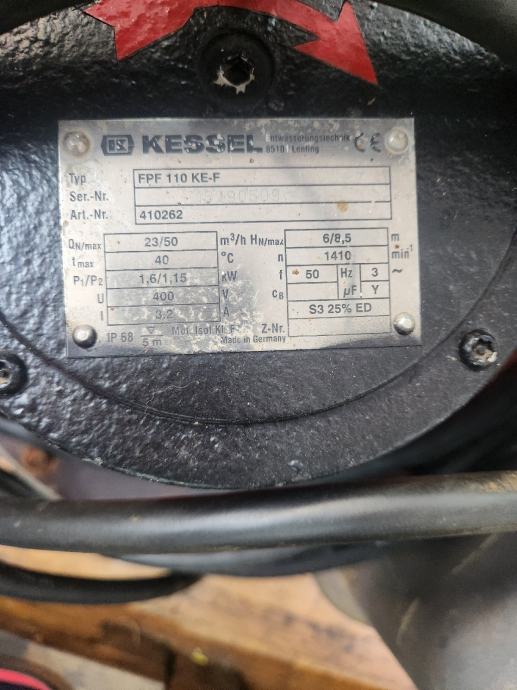 KESSEL Entwässerungstechnik CE
Lenting
Typ FPF 110 KE-F
Ser.-Nr.
Art.-Nr. 410262
QN/max 23/50 m³/h HN/max 6/8,5 m
tmax 40 °C n 1410 min⁻¹
P1/P2 1,6/1,15 kW f 50 Hz 3 ~
U 400 V cB µF Y
I 3,2 A S3 25% ED
IP 68 ▽ 5 m Mot. Isol.Kl. F Z-Nr.
Made in Germany